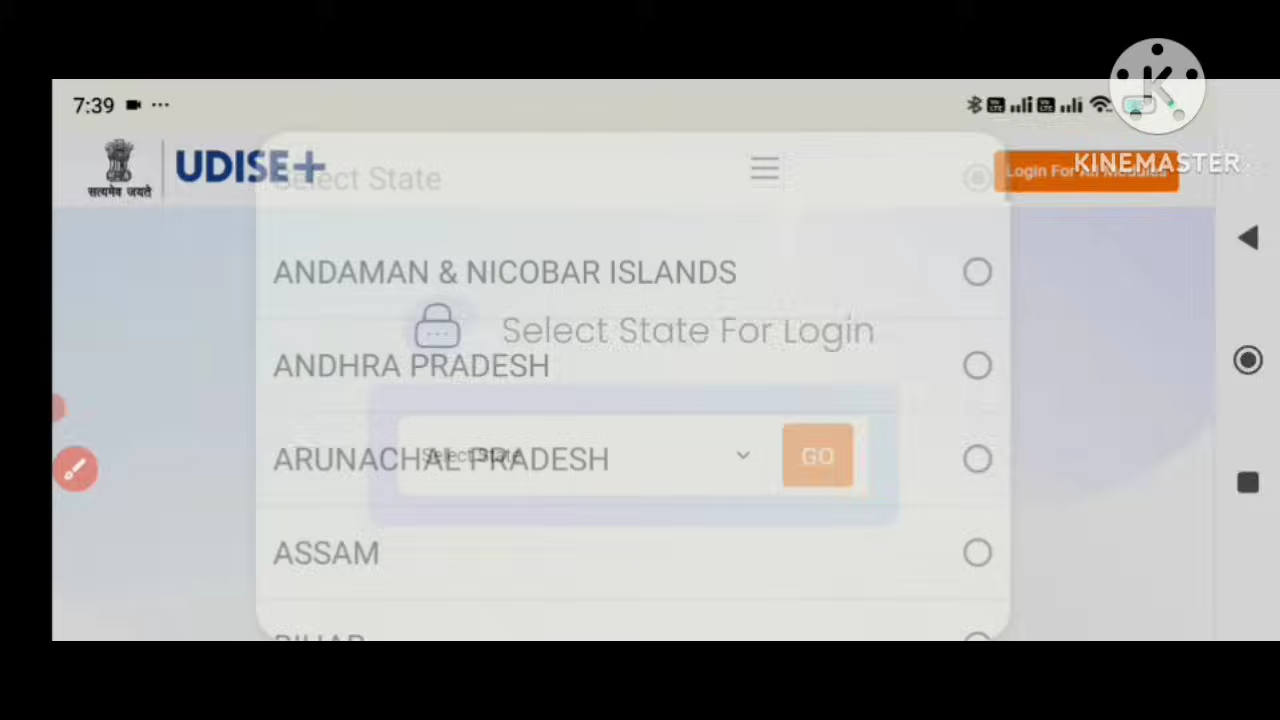 7:39
KINEMASTER
सत्यमेव जयते
UDISE+
Select State
Login For All Modules
ANDAMAN & NICOBAR ISLANDS
Select State For Login
ANDHRA PRADESH
Select State
GO
ARUNACHAL PRADESH
ASSAM
BIHAR